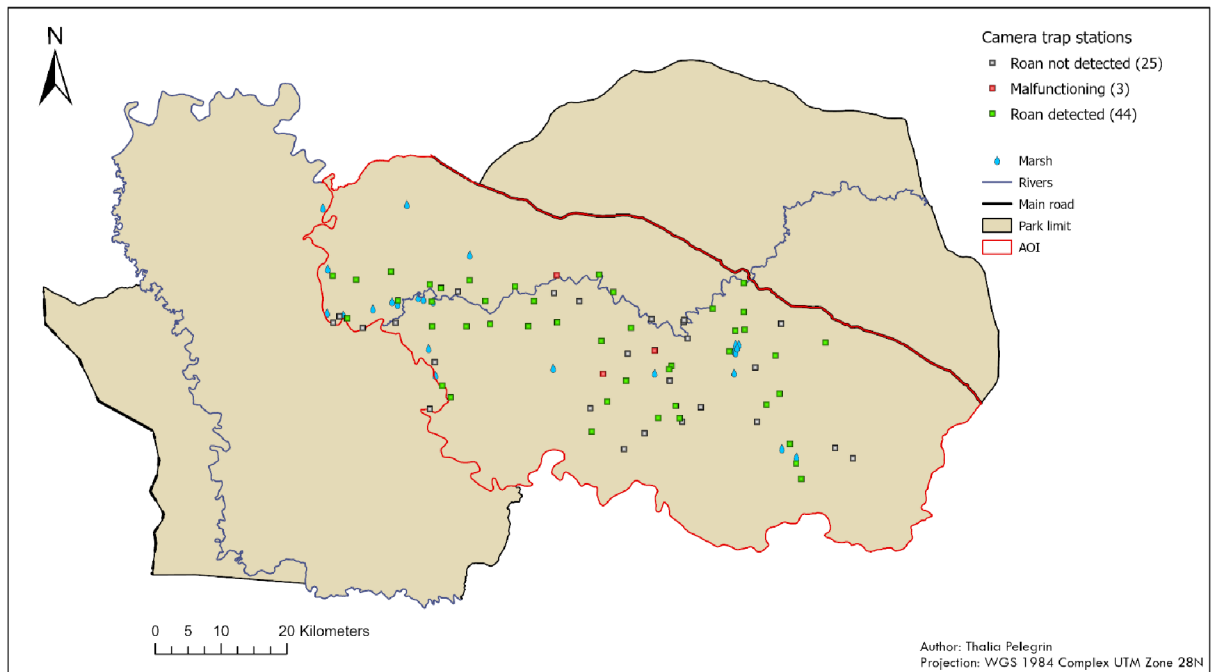 N
Camera trap stations
Roan not detected (25)
Malfunctioning (3)
Roan detected (44)
Marsh
Rivers
Main road
Park limit
AOI
0 5 10 20 Kilometers
Author: Thalia Pelegrin
Projection: WGS 1984 Complex UTM Zone 28N